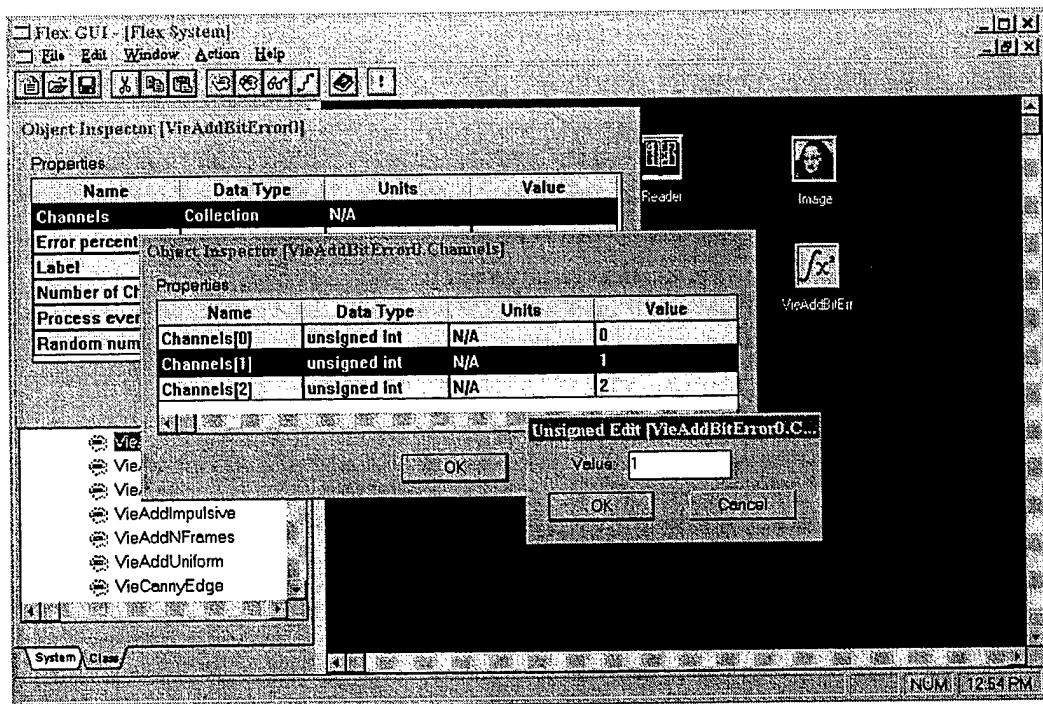 Flex GUI - [Flex System]
File Edit Window Action Help
Object Inspector [VieAddBitError0]
Properties
Name Data Type Units Value
Channels Collection N/A
Error percent
Label
Number of Ch
Process ever
Random num
Reader
Image
VieAddBitErr
Object Inspector [VieAddBitError0.Channels]
Properties
Name Data Type Units Value
Channels[0] unsigned int N/A 0
Channels[1] unsigned int N/A 1
Channels[2] unsigned int N/A 2
OK
Unsigned Edit [VieAddBitError0.C...
Value: 1
OK Cancel
VieAddImpulsive
VieAddNFrames
VieAddUniform
VieCannyEdge
System Class
NUM 12:54 PM